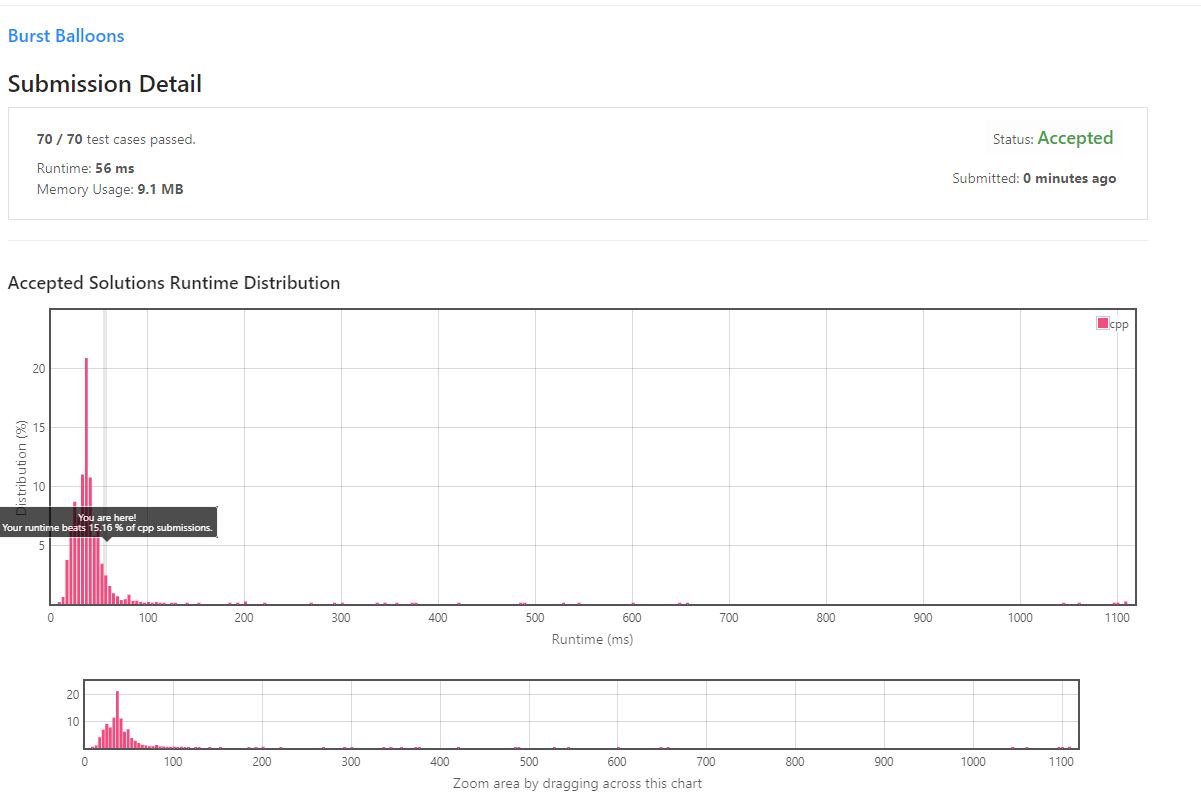 Burst Balloons
Submission Detail
70 / 70 test cases passed.
Status: Accepted
Runtime: 56 ms
Submitted: 0 minutes ago
Memory Usage: 9.1 MB
Accepted Solutions Runtime Distribution
cpp
20
15
10
5
Distribution (%)
You are here!
Your runtime beats 15.16 % of cpp submissions.
0 100 200 300 400 500 600 700 800 900 1000 1100
Runtime (ms)
20
10
0 100 200 300 400 500 600 700 800 900 1000 1100
Zoom area by dragging across this chart